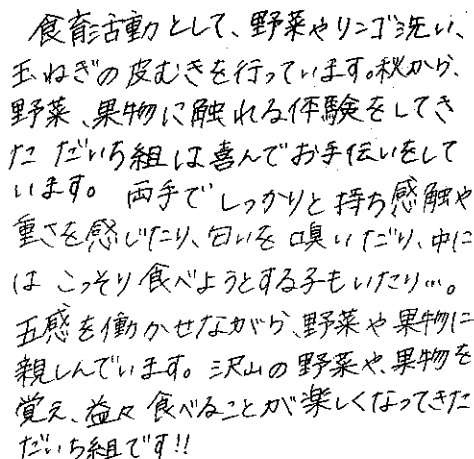 食育活動として、野菜やリンゴ洗い、
玉ねぎの皮むきを行っています。秋から、
野菜、果物に触れる体験をしてき
た だいち組は喜んでお手伝いをして
います。 両手でしっかりと持ち感触や
重さを感じたり、匂いを嗅いだり、中に
は こっそり食べようとする子もいたり…。
五感を働かせながら、野菜や果物に
親しんでいます。沢山の野菜や、果物を
覚え、益々食べることが楽しくなってきた
だいち組です!!